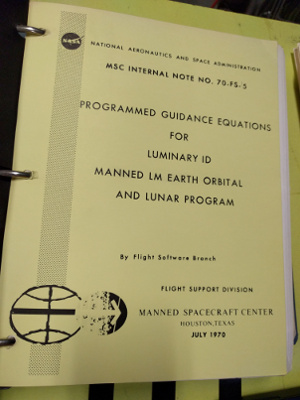 NASA
NATIONAL AERONAUTICS AND SPACE ADMINISTRATION
MSC INTERNAL NOTE NO. 70-FS-5
PROGRAMMED GUIDANCE EQUATIONS
FOR
LUMINARY ID
MANNED LM EARTH ORBITAL
AND LUNAR PROGRAM
By Flight Software Branch
FLIGHT SUPPORT DIVISION
MANNED SPACECRAFT CENTER
HOUSTON, TEXAS
JULY 1970